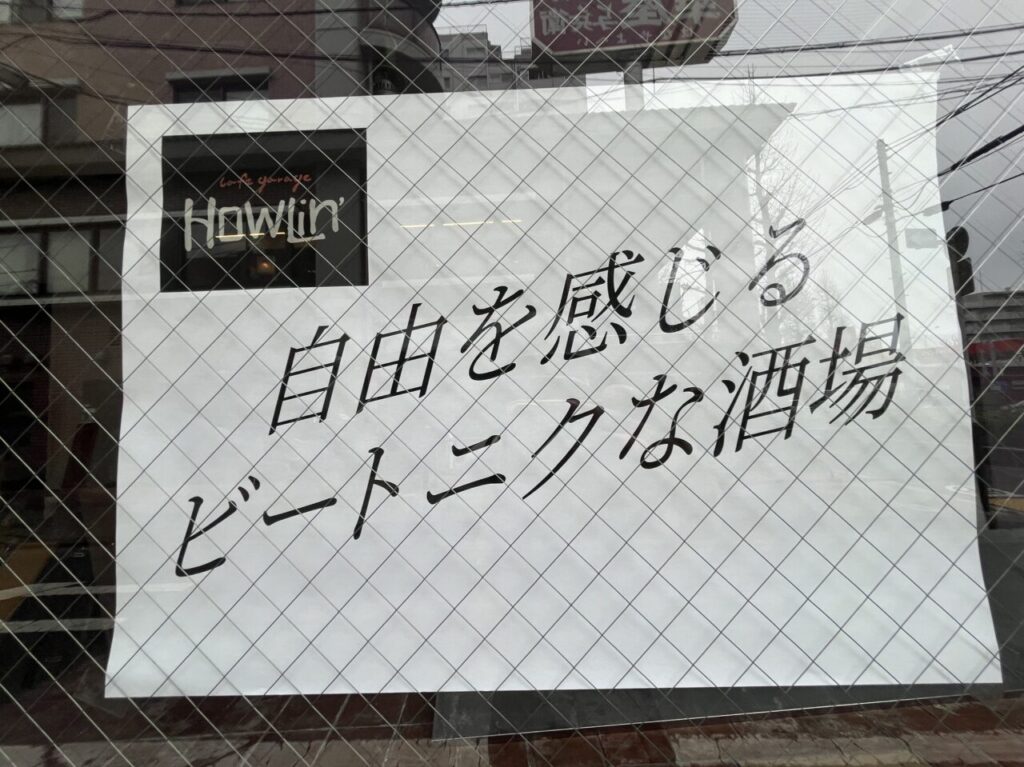 cafe garage
Howlin'
自由を感じる
ビートニクな酒場